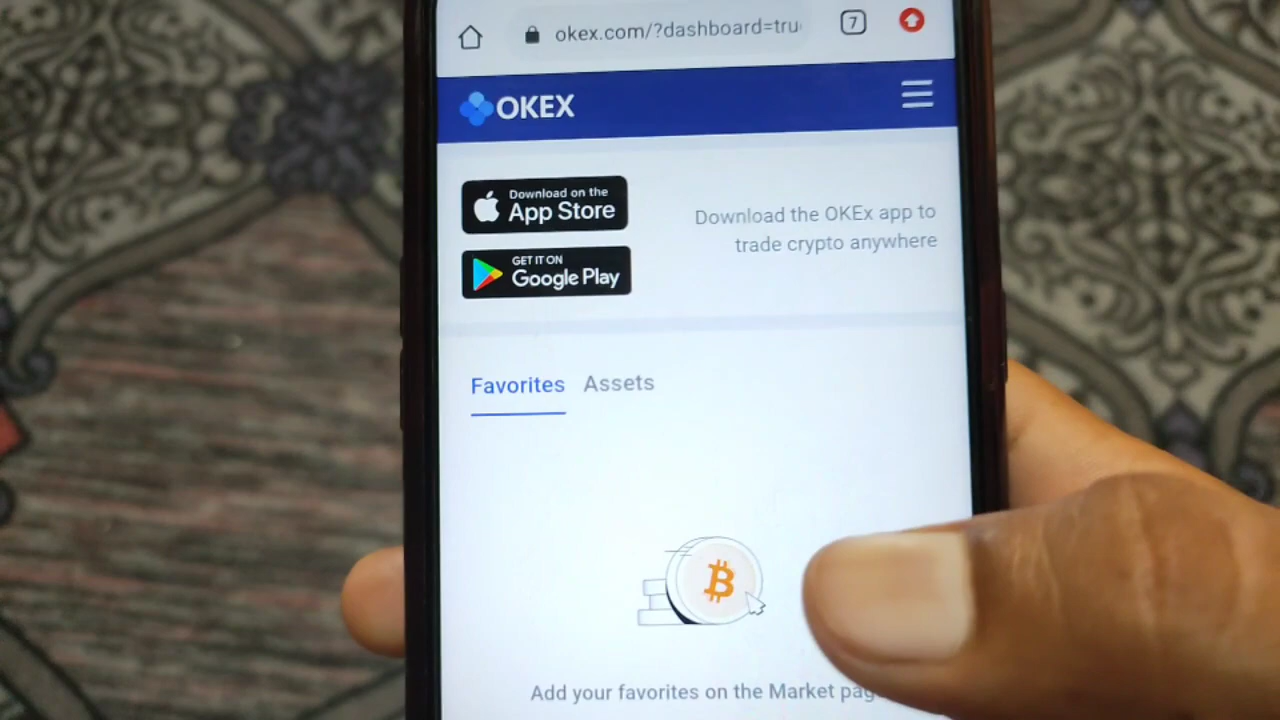 okex.com/?dashboard=tru
7
OKEX
Download on the
App Store
GET IT ON
Google Play
Download the OKEx app to
trade crypto anywhere
Favorites Assets
Add your favorites on the Market